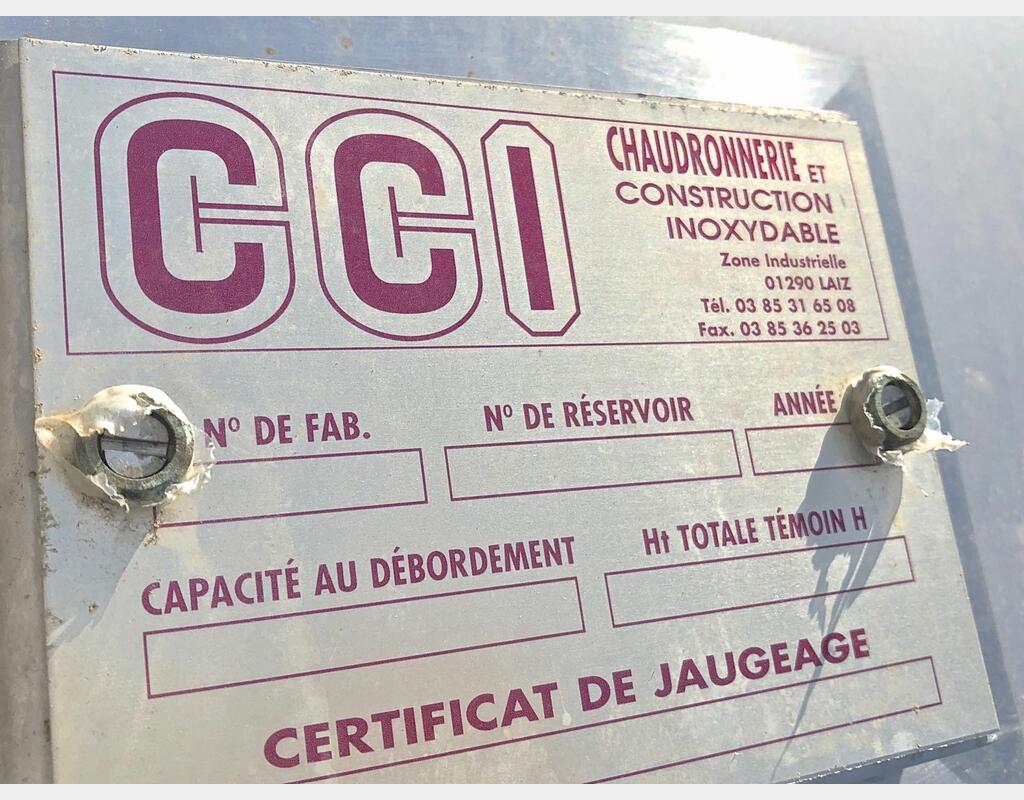 CCI
CHAUDRONNERIE ET
CONSTRUCTION
INOXYDABLE
Zone Industrielle
01290 LAIZ
Tél. 03 85 31 65 08
Fax. 03 85 36 25 03
Nº DE FAB.
Nº DE RÉSERVOIR
ANNÉE
CAPACITÉ AU DÉBORDEMENT
Ht TOTALE TÉMOIN H
CERTIFICAT DE JAUGEAGE